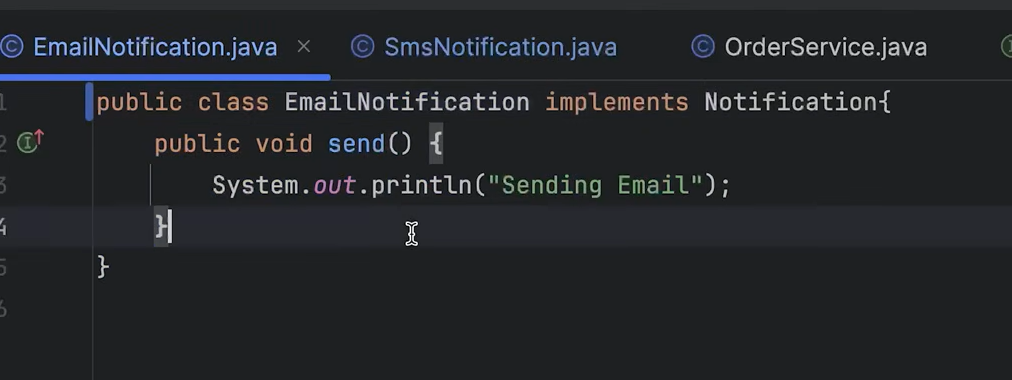 EmailNotification.java × SmsNotification.java OrderService.java
1 public class EmailNotification implements Notification{
2 public void send() {
3 System.out.println("Sending Email");
4 }
5 }
6